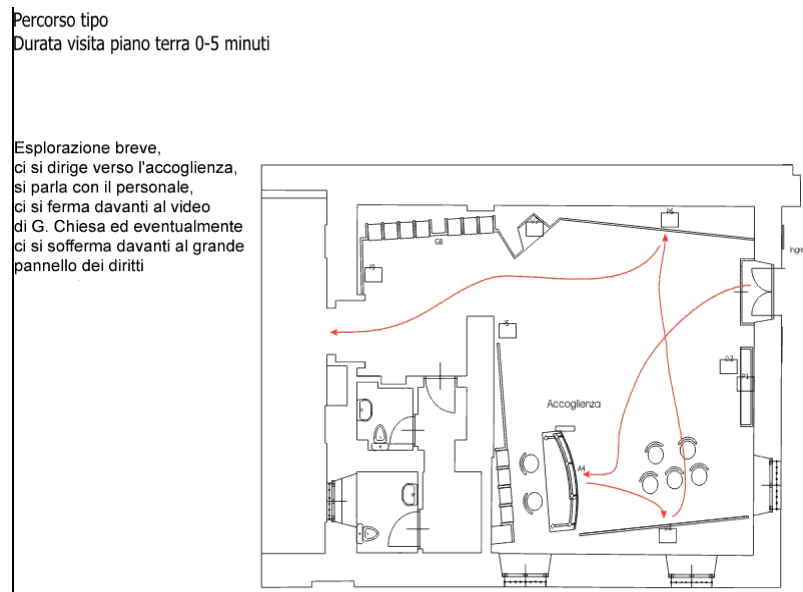 Percorso tipo
Durata visita piano terra 0-5 minuti
Esplorazione breve,
ci si dirige verso l'accoglienza,
si parla con il personale,
ci si ferma davanti al video
di G. Chiesa ed eventualmente
ci si sofferma davanti al grande
pannello dei diritti
G8
Ingre
D2
P1
Accoglienza
A4